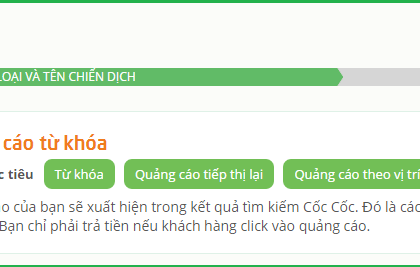 LOẠI VÀ TÊN CHIẾN DỊCH
cáo từ khóa
tiêu Từ khóa Quảng cáo tiếp thị lại Quảng cáo theo vị trí
của bạn sẽ xuất hiện trong kết quả tìm kiếm Cốc Cốc. Đó là các
Bạn chỉ phải trả tiền nếu khách hàng click vào quảng cáo.